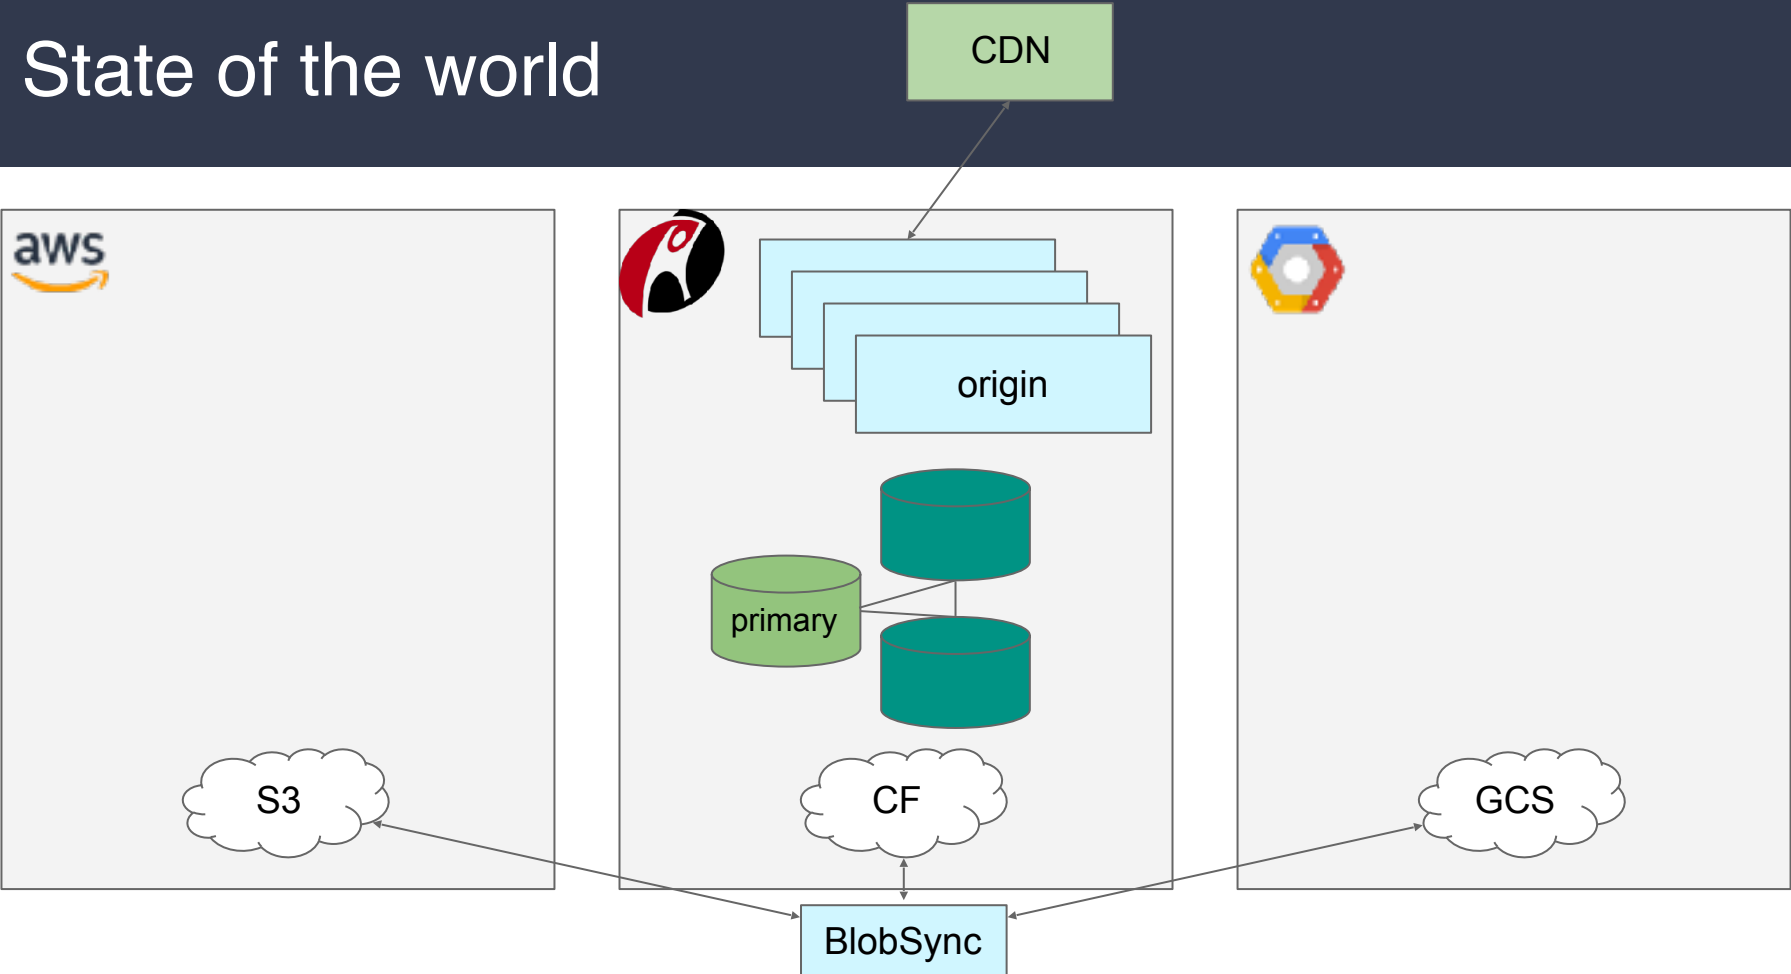 State of the world
CDN
aws
origin
primary
S3
CF
GCS
BlobSync